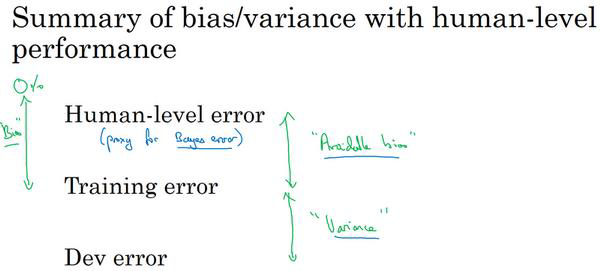 Summary of bias/variance with human-level
performance
0%
Human-level error
"Bias"
(proxy for Bayes error)
"Avoidable bias"
Training error
"Variance"
Dev error